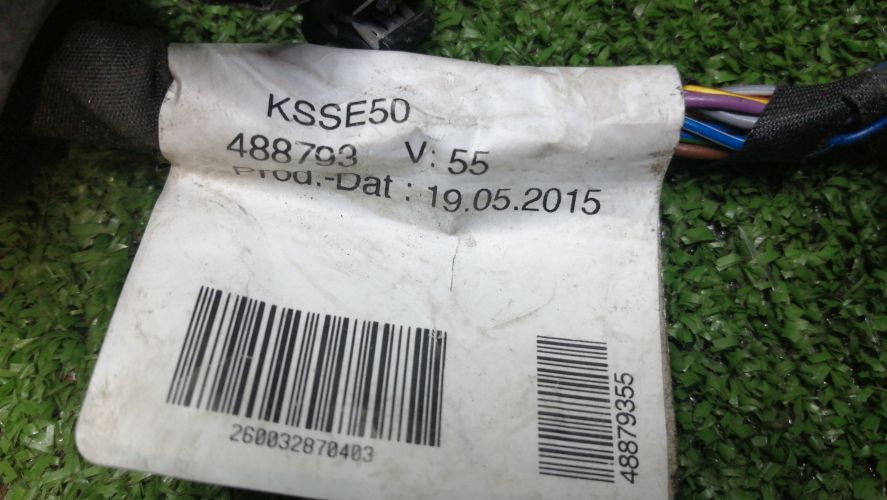 KSSE50
488793 V: 55
Prod.-Dat : 19.05.2015
260032870403
48879355